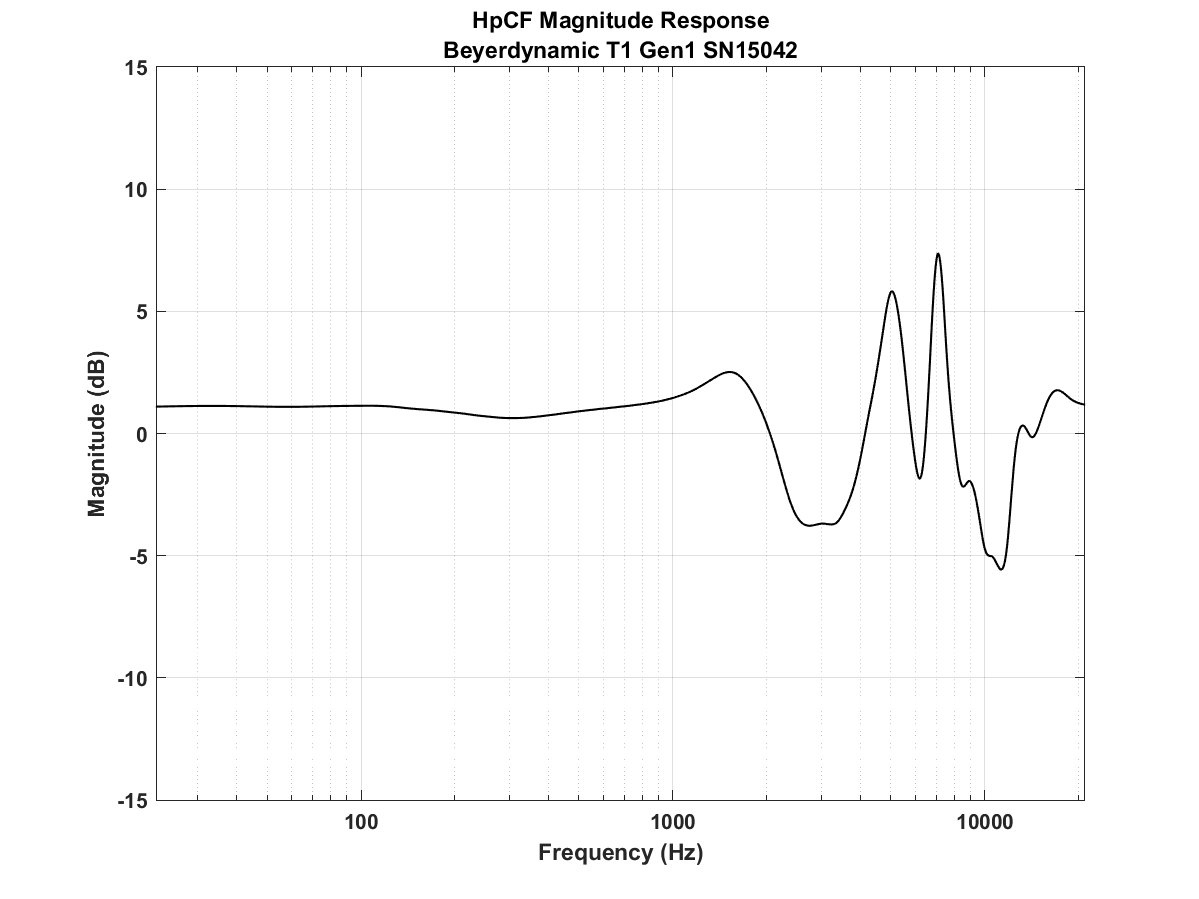 HpCF Magnitude Response
Beyerdynamic T1 Gen1 SN15042
15
10
5
0
-5
-10
-15
Magnitude (dB)
100
1000
10000
Frequency (Hz)